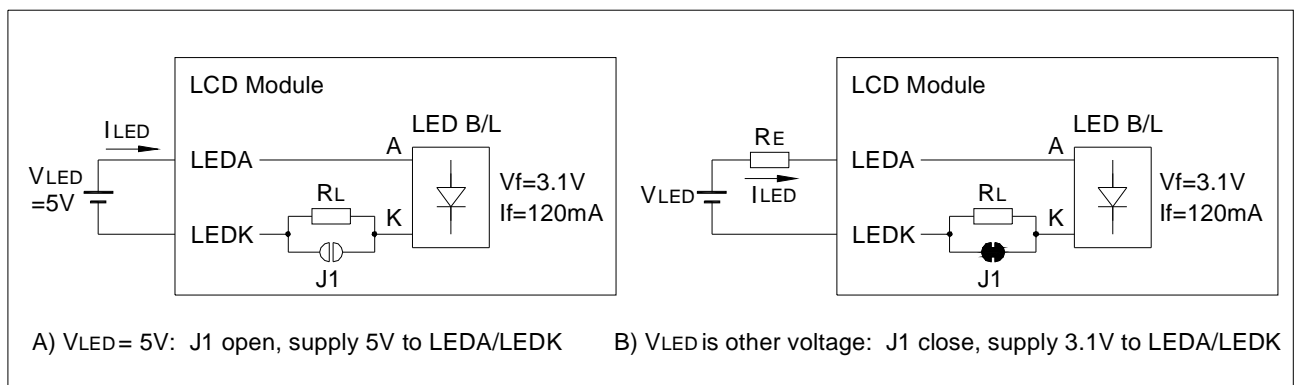 LCD Module
ILED
LEDA
A
LED B/L
VLED
=5V
Vf=3.1V
If=120mA
RL
K
LEDK
J1
LCD Module
RE
LEDA
A
LED B/L
VLED
ILED
Vf=3.1V
If=120mA
RL
K
LEDK
J1
A) VLED = 5V: J1 open, supply 5V to LEDA/LEDK
B) VLED is other voltage: J1 close, supply 3.1V to LEDA/LEDK